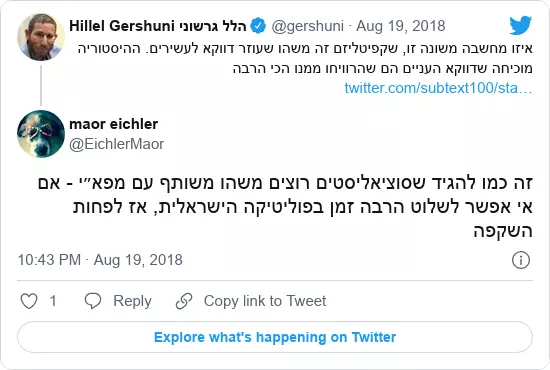 Hillel Gershuni הלל גרשוני @gershuni · Aug 19, 2018
איזו מחשבה משונה זו, שקפיטליזם זה משהו שעוזר דווקא לעשירים. ההיסטוריה
מוכיחה שדווקא העניים הם שהרוויחו ממנו הכי הרבה
twitter.com/subtext100/sta…
maor eichler
@EichlerMaor
זה כמו להגיד שסוציאליסטים רוצים משהו משותף עם מפא״י - אם
אי אפשר לשלוט הרבה זמן בפוליטיקה הישראלית, אז לפחות
השקפה
10:43 PM · Aug 19, 2018
1 Reply Copy link to Tweet
Explore what's happening on Twitter